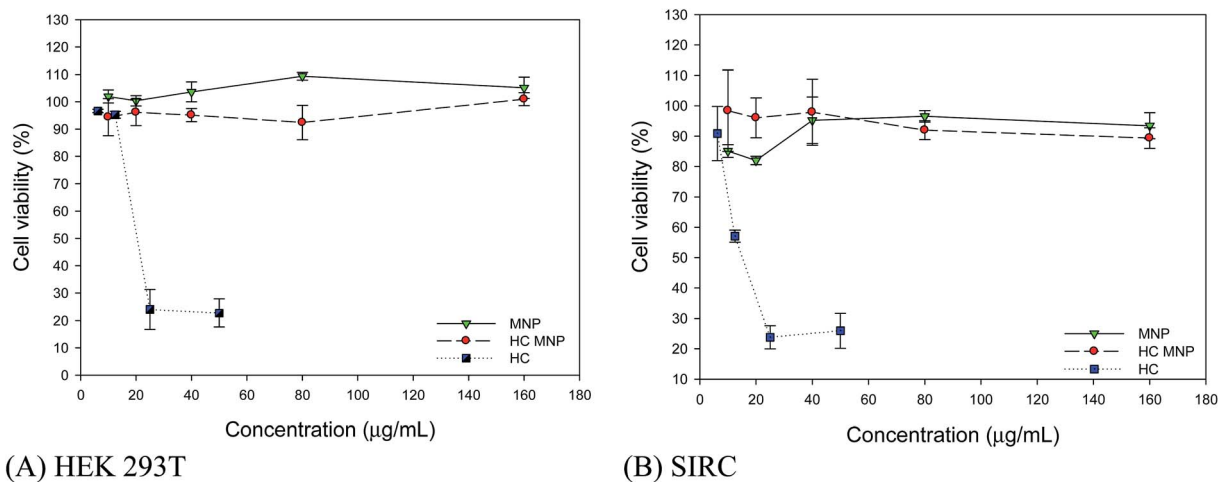 130
120
110
100
90
80
70
60
50
40
30
20
10
0
Cell viability (%)
0 20 40 60 80 100 120 140 160 180
Concentration (µg/mL)
MNP
HC MNP
HC
(A) HEK 293T
130
120
110
100
90
80
70
60
50
40
30
20
10
Cell viability (%)
0 20 40 60 80 100 120 140 160 180
Concentration (µg/mL)
MNP
HC MNP
HC
(B) SIRC